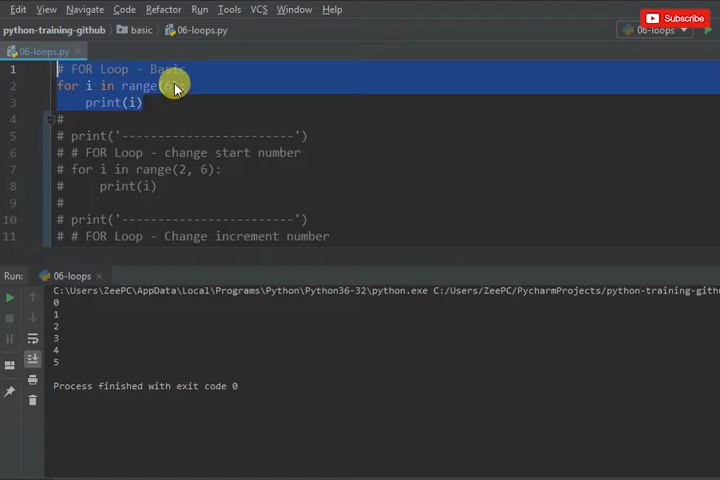 Edit View Navigate Code Refactor Run Tools VCS Window Help
Subscribe
python-training-github basic 06-loops.py 06-loops
06-loops.py
1 # FOR Loop - Basic
2 for i in range(6):
3 print(i)
4 #
5 # print('------------------------')
6 # # FOR Loop - change start number
7 # for i in range(2, 6):
8 # print(i)
9 #
10 # print('------------------------')
11 # # FOR Loop - Change increment number
Run: 06-loops
C:\Users\ZeePC\AppData\Local\Programs\Python\Python36-32\python.exe C:/Users/ZeePC/PycharmProjects/python-training-gith
0
1
2
3
4
5
Process finished with exit code 0